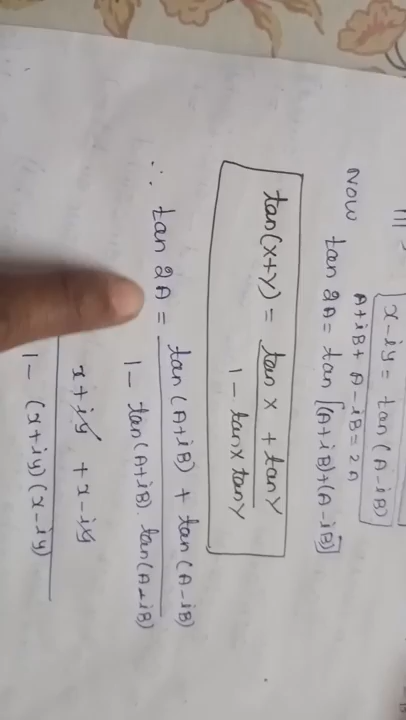 x-iy = tan(A-iB)
A+iB + A-iB = 2A
Now tan 2A = tan [(A+iB)+(A-iB)]
tan(x+y) = tan x + tan y / 1 - tan x tan y
∴ tan 2A = tan(A+iB) + tan(A-iB) / 1 - tan(A+iB). tan(A-iB)
x+iy + x-iy / 1 - (x+iy)(x-iy)